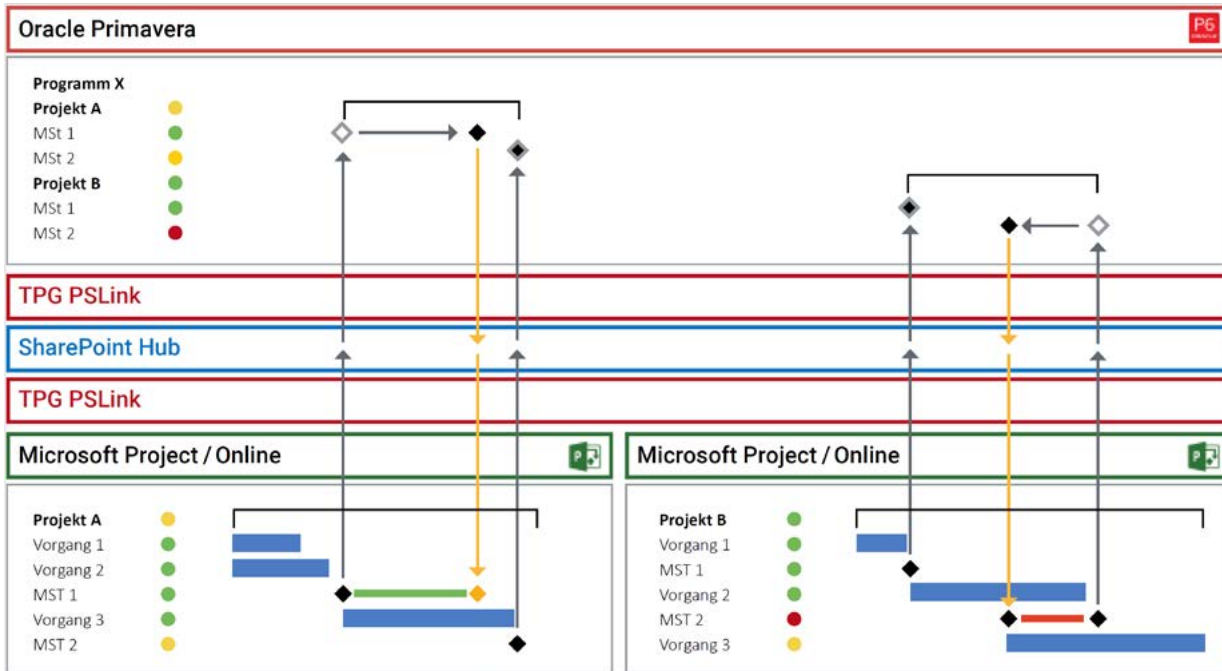 Oracle Primavera
P6
Programm X
Projekt A
MSt 1
MSt 2
Projekt B
MSt 1
MSt 2
TPG PSLink
SharePoint Hub
TPG PSLink
Microsoft Project / Online
P
Projekt A
Vorgang 1
Vorgang 2
MST 1
Vorgang 3
MST 2
Microsoft Project / Online
P
Projekt B
Vorgang 1
MST 1
Vorgang 2
MST 2
Vorgang 3